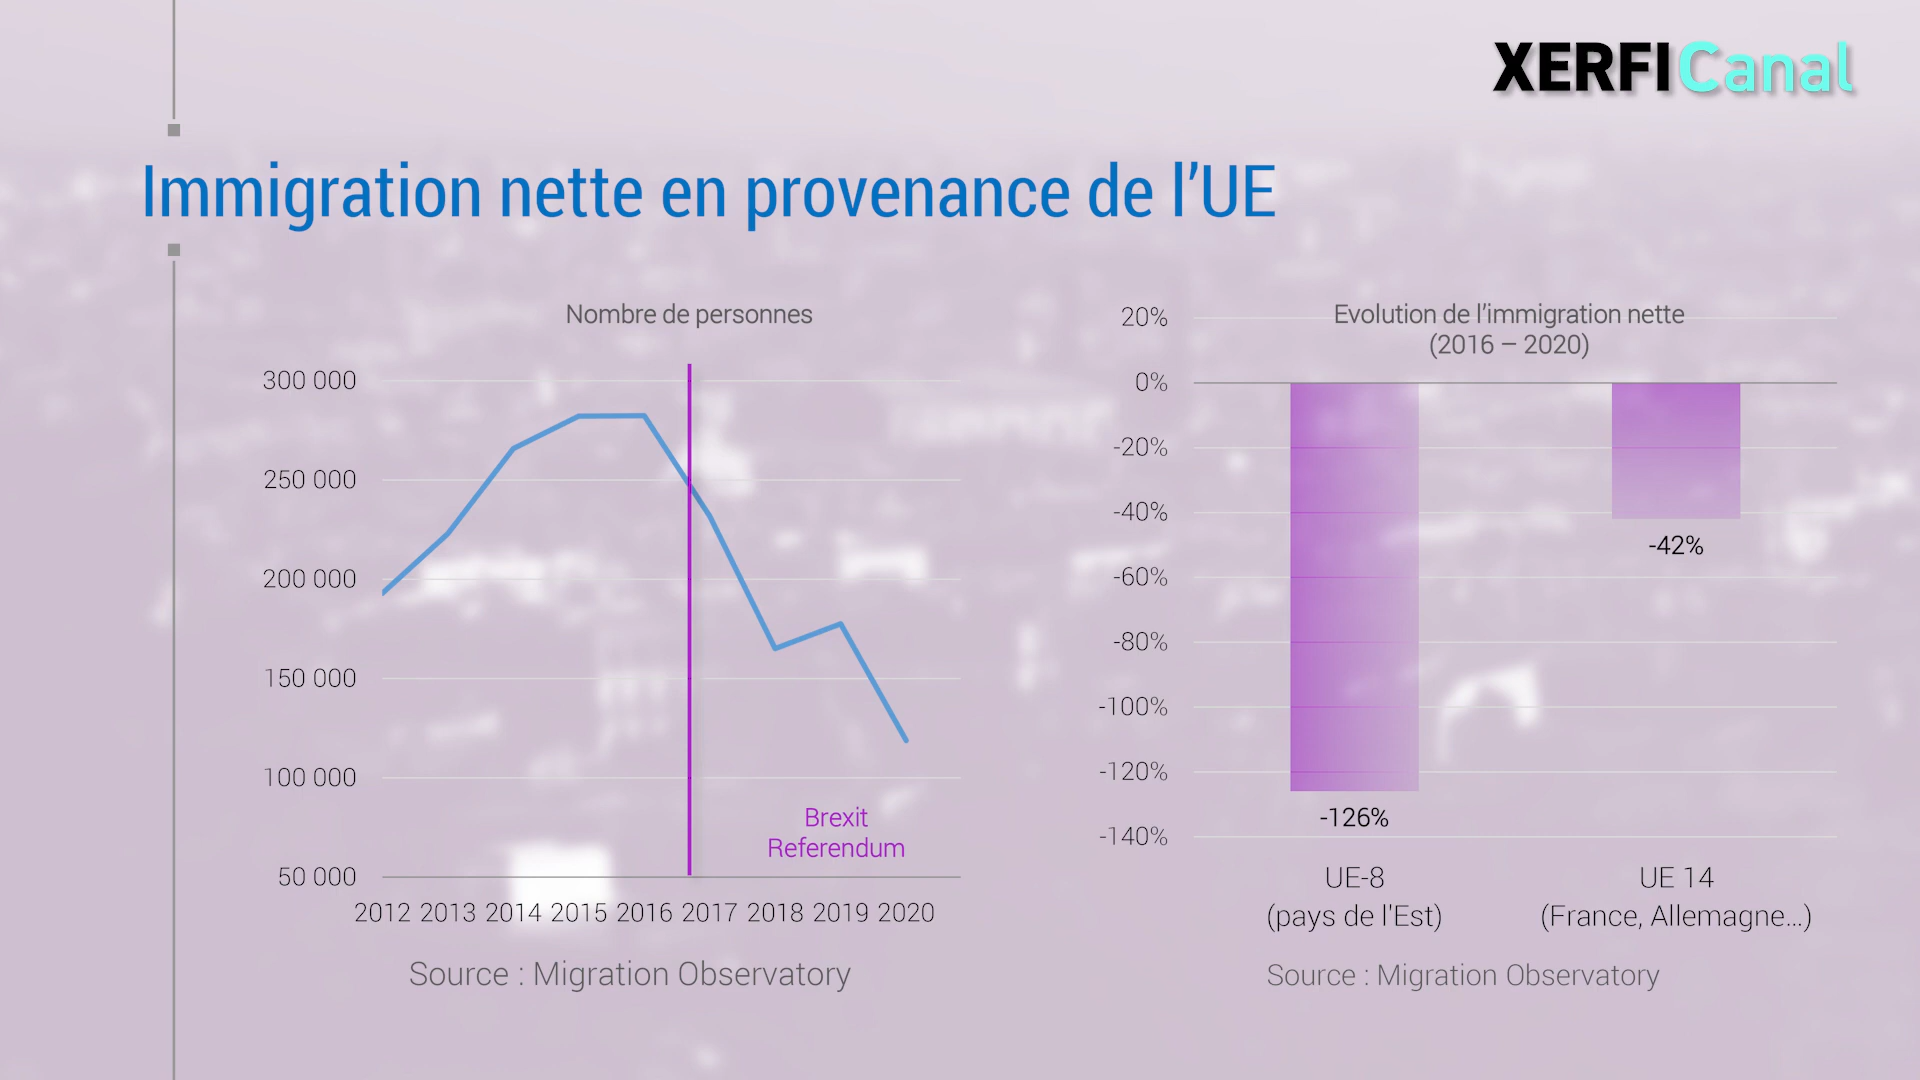 XERFI Canal
Immigration nette en provenance de l’UE
Nombre de personnes
300 000
250 000
200 000
150 000
100 000
50 000
Brexit
Referendum
2012 2013 2014 2015 2016 2017 2018 2019 2020
Source : Migration Observatory
Evolution de l’immigration nette
(2016 – 2020)
20%
0%
-20%
-40%
-60%
-80%
-100%
-120%
-140%
-126%
-42%
UE-8
(pays de l'Est)
UE 14
(France, Allemagne...)
Source : Migration Observatory